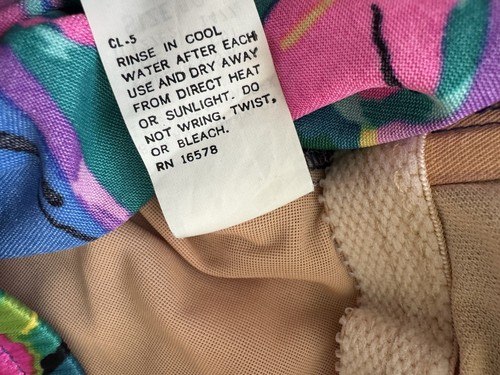 CL.5
RINSE IN COOL
WATER AFTER EACH
USE AND DRY AWAY
FROM DIRECT HEAT
OR SUNLIGHT. DO
NOT WRING, TWIST,
OR BLEACH.
RN 16578